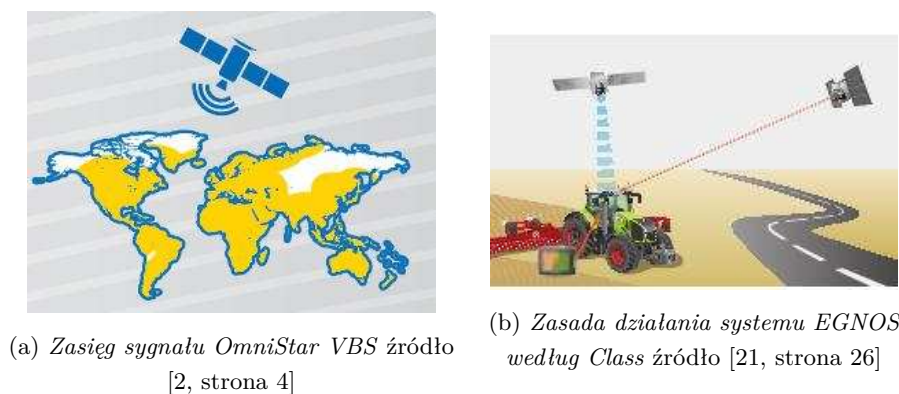 (a) Zasięg sygnału OmniStar VBS źródło
[2, strona 4]
(b) Zasada działania systemu EGNOS
według Class źródło [21, strona 26]